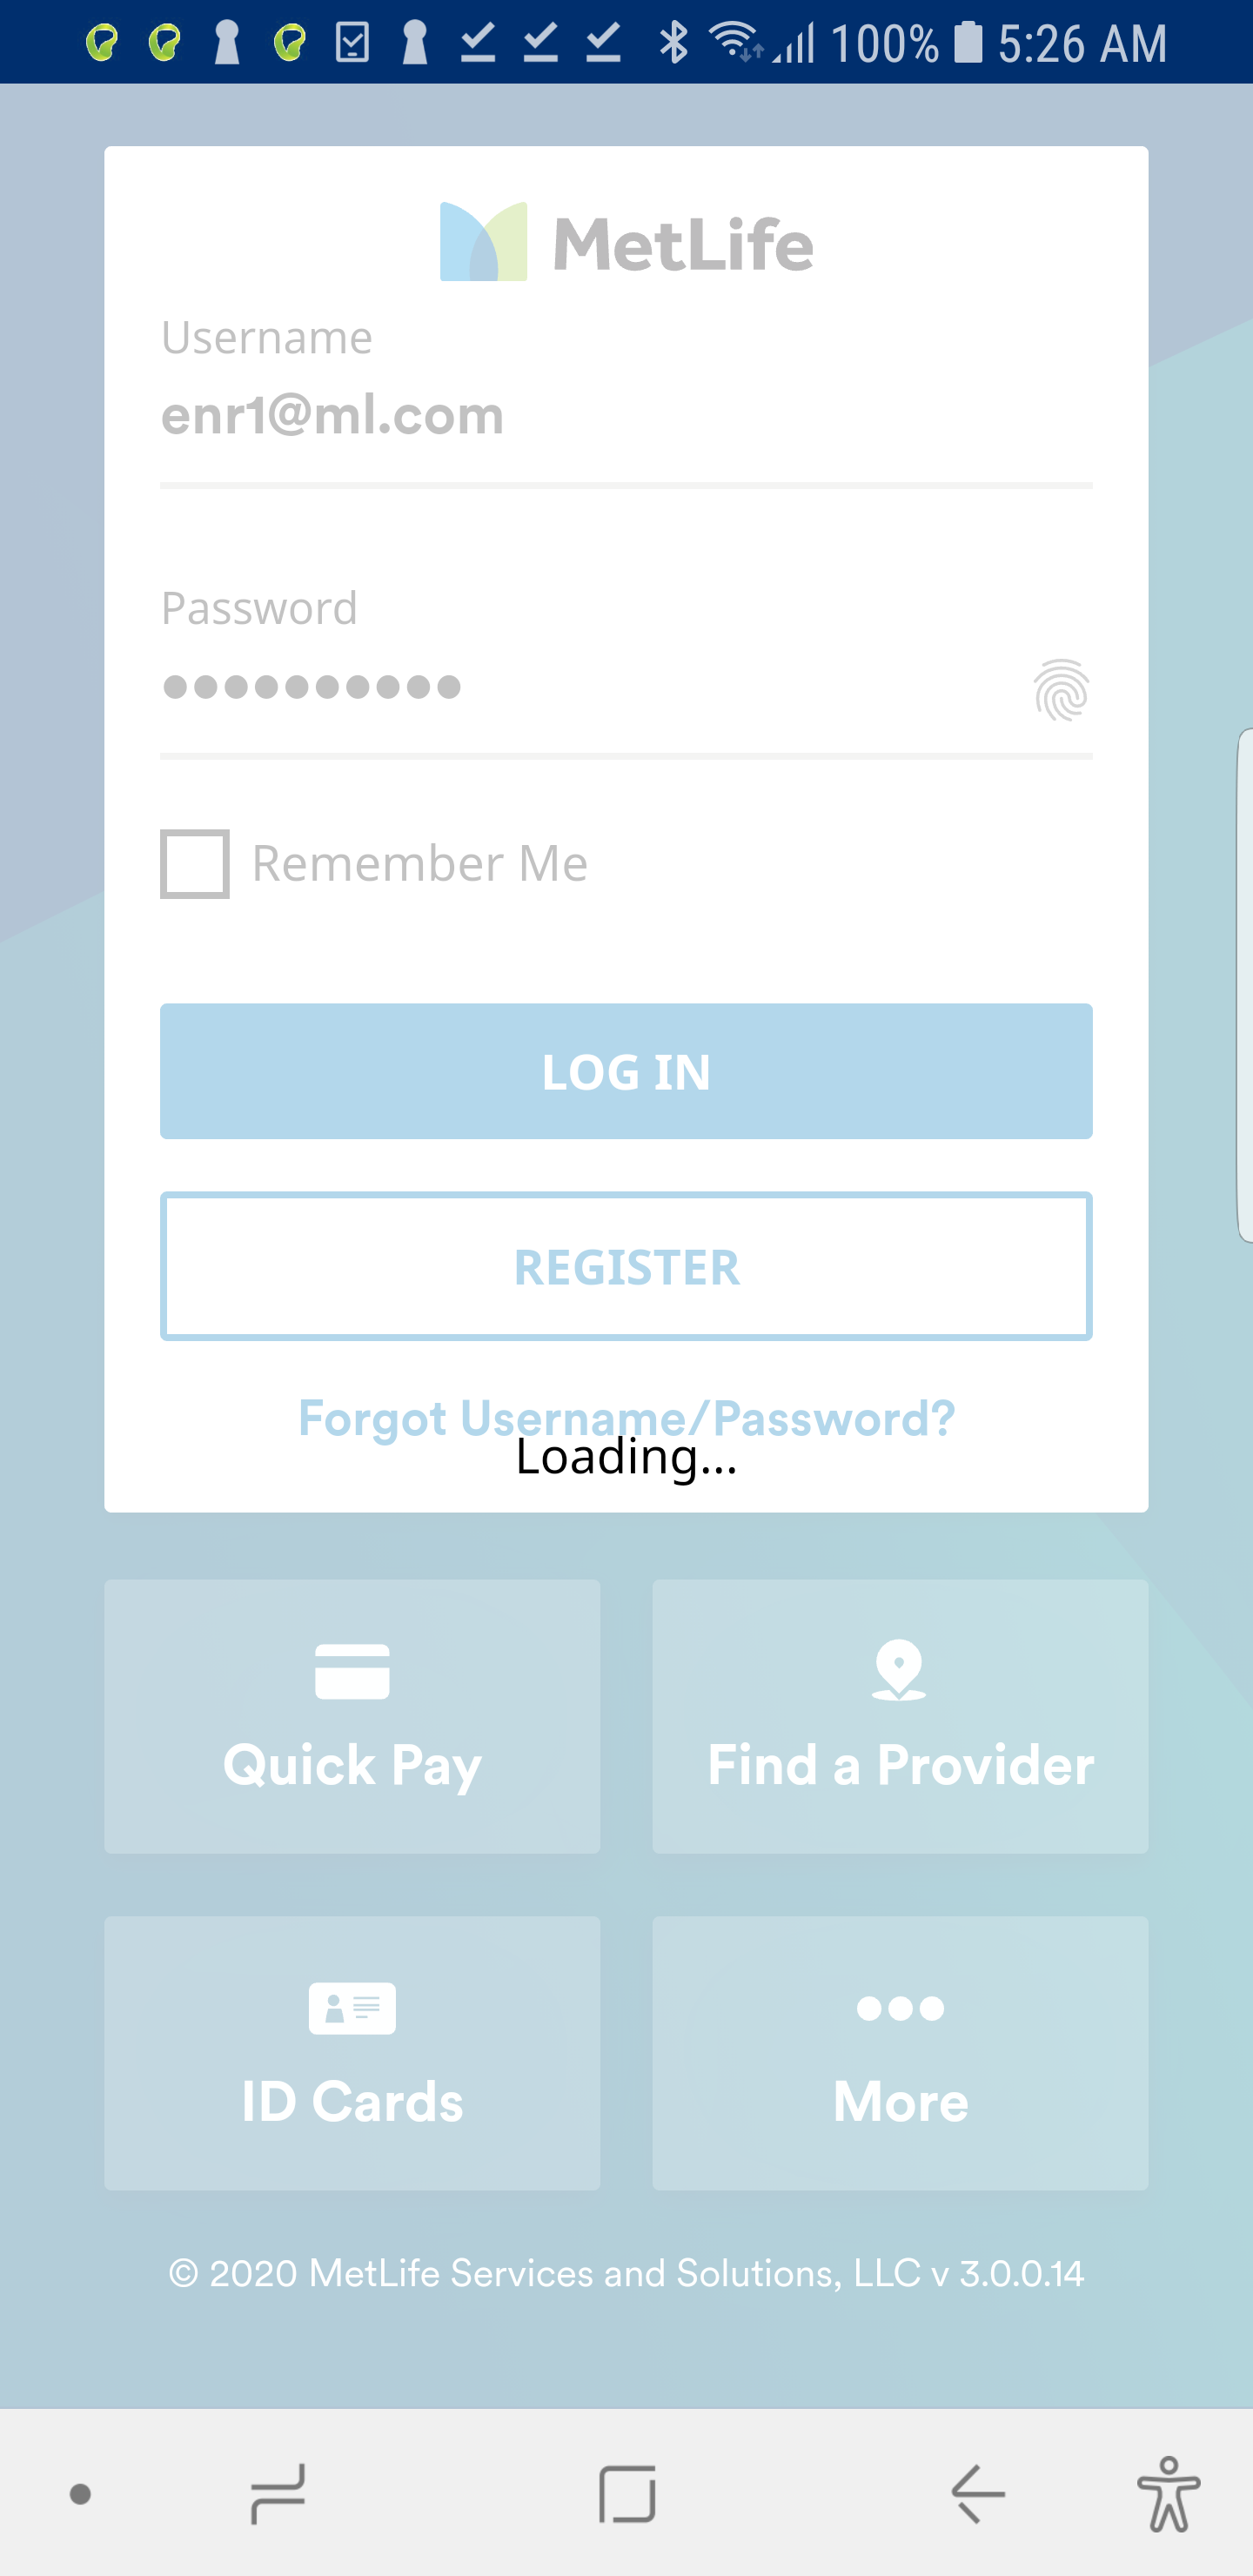 100% 5:26 AM
MetLife
Username
enr1@ml.com
Password
••••••••••
Remember Me
LOG IN
REGISTER
Forgot Username/Password?
Loading...
Quick Pay
Find a Provider
ID Cards
More
© 2020 MetLife Services and Solutions, LLC v 3.0.0.14